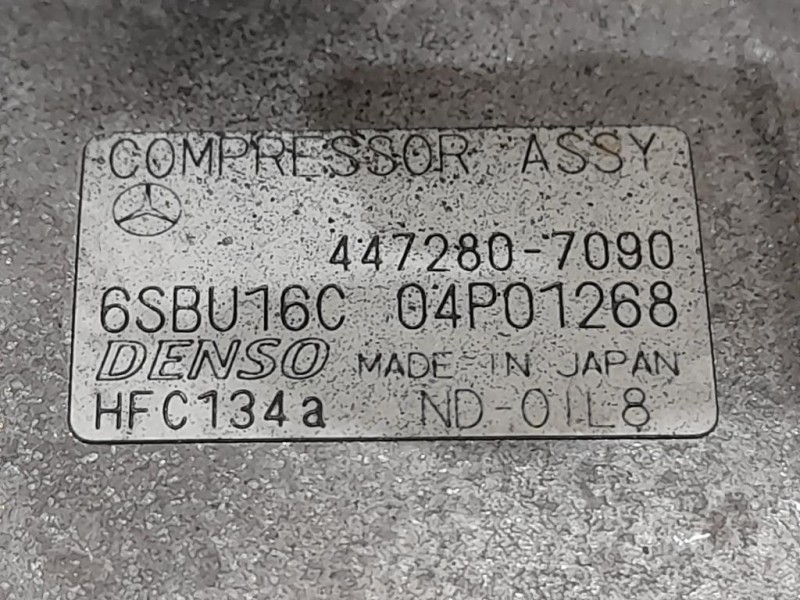 COMPRESSOR ASSY
447280-7090
6SBU16C 04P01268
DENSO MADE IN JAPAN
HFC134a ND-OIL8